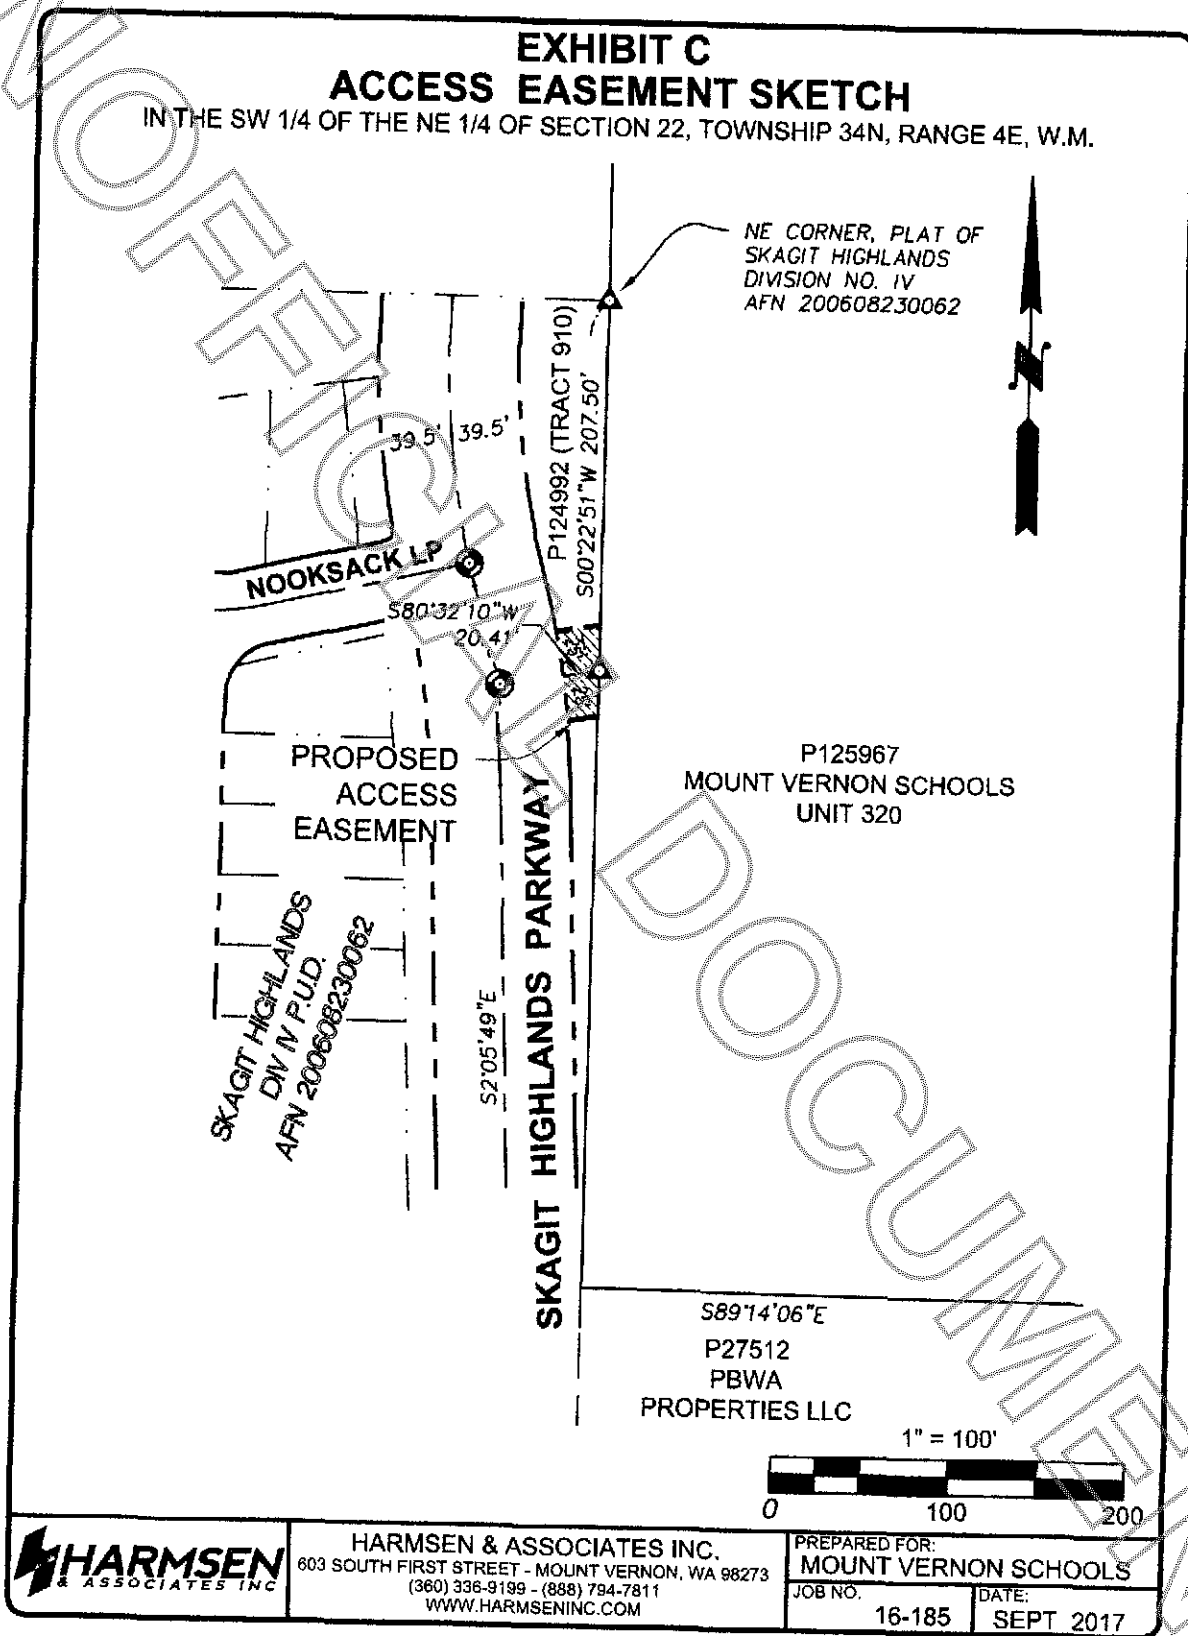 EXHIBIT C
ACCESS EASEMENT SKETCH
IN THE SW 1/4 OF THE NE 1/4 OF SECTION 22, TOWNSHIP 34N, RANGE 4E, W.M.
NE CORNER, PLAT OF
SKAGIT HIGHLANDS
DIVISION NO. IV
AFN 200608230062
N
P124992 (TRACT 910)
S00°22'51"W 207.50'
39.5' 39.5'
NOOKSACK LP
S80°32'10"W
20.41'
PROPOSED
ACCESS
EASEMENT
P125967
MOUNT VERNON SCHOOLS
UNIT 320
SKAGIT HIGHLANDS
DIV IV P.U.D.
AFN 200608230062
S2°05'49"E
SKAGIT HIGHLANDS PARKWAY
S89°14'06"E
P27512
PBWA
PROPERTIES LLC
1" = 100'
0 100 200
HARMSEN
& ASSOCIATES INC
HARMSEN & ASSOCIATES INC.
603 SOUTH FIRST STREET - MOUNT VERNON, WA 98273
(360) 336-9199 - (888) 794-7811
WWW.HARMSENINC.COM
PREPARED FOR:
MOUNT VERNON SCHOOLS
JOB NO.
16-185
DATE:
SEPT 2017
UNOFFICIAL DOCUMENT